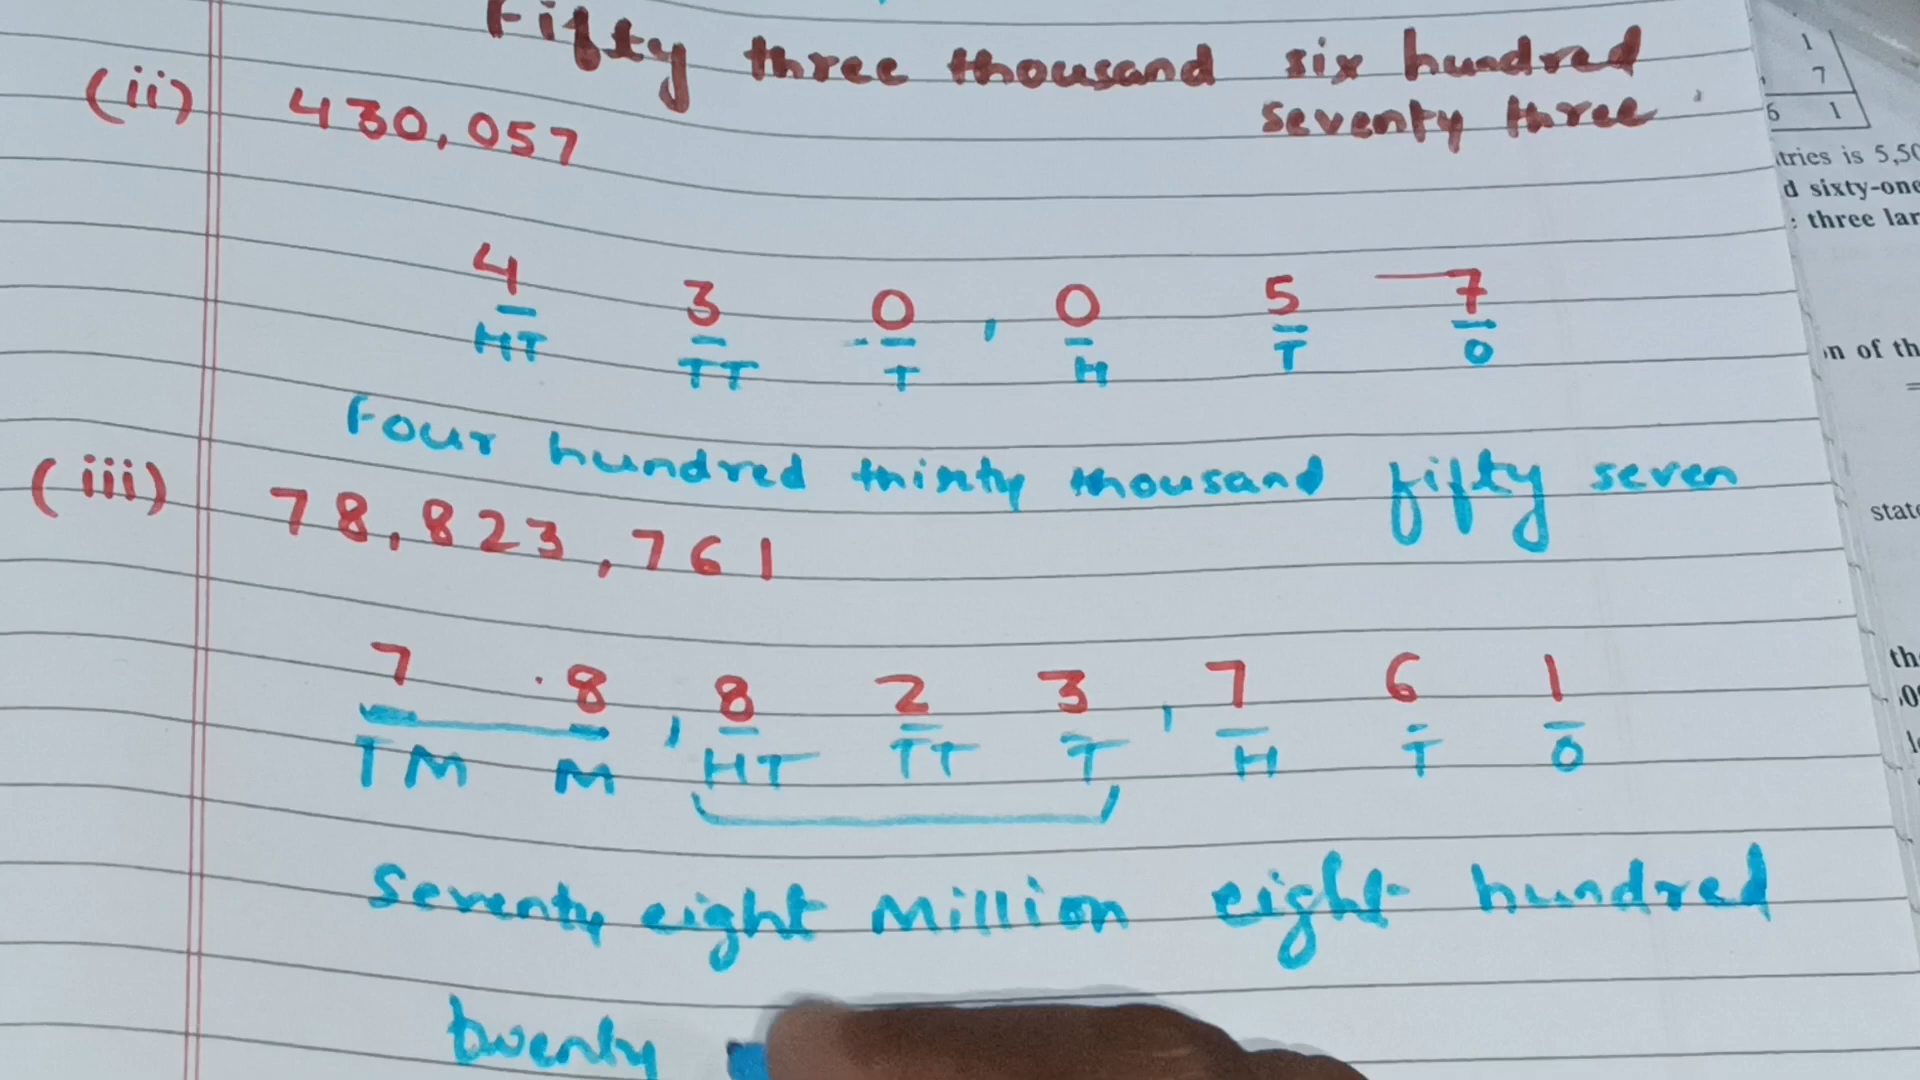 Fifty three thousand six hundred
seventy three
(ii) 430,057
4 3 0 , 0 5 7
HT TT T H T O
Four hundred thirty thousand fifty seven
(iii) 78,823,761
7 8 , 8 2 3 , 7 6 1
TM M HT TT T H T O
Seventy eight Million eight hundred
twenty
1
7
6 1
tries is 5,50
d sixty-one
: three lar
n of th
=
state
the